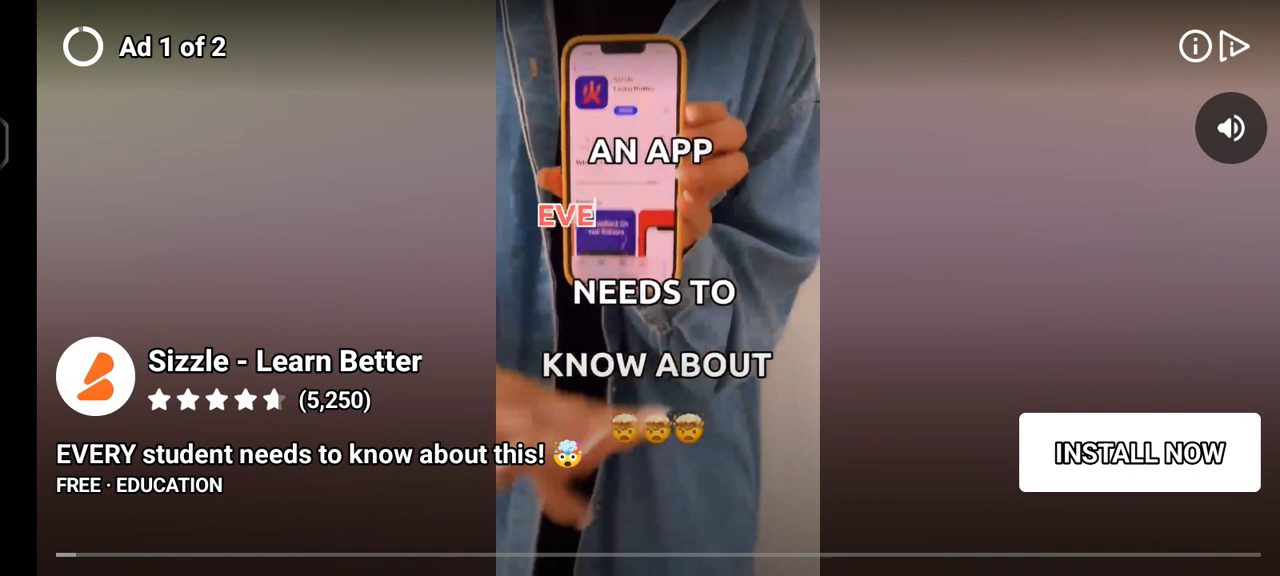 Ad 1 of 2
AN APP
EVE
NEEDS TO
KNOW ABOUT
🤯🤯🤯
Sizzle - Learn Better
(5,250)
EVERY student needs to know about this! 🤯
FREE · EDUCATION
INSTALL NOW